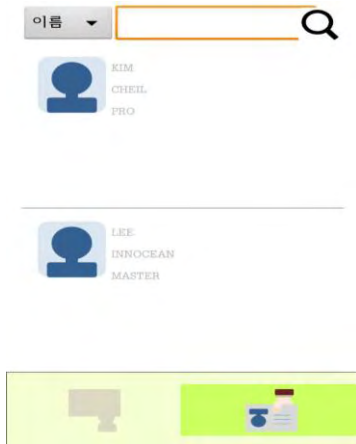 이름
KIM
CHEIL
PRO
LEE
INNOCEAN
MASTER